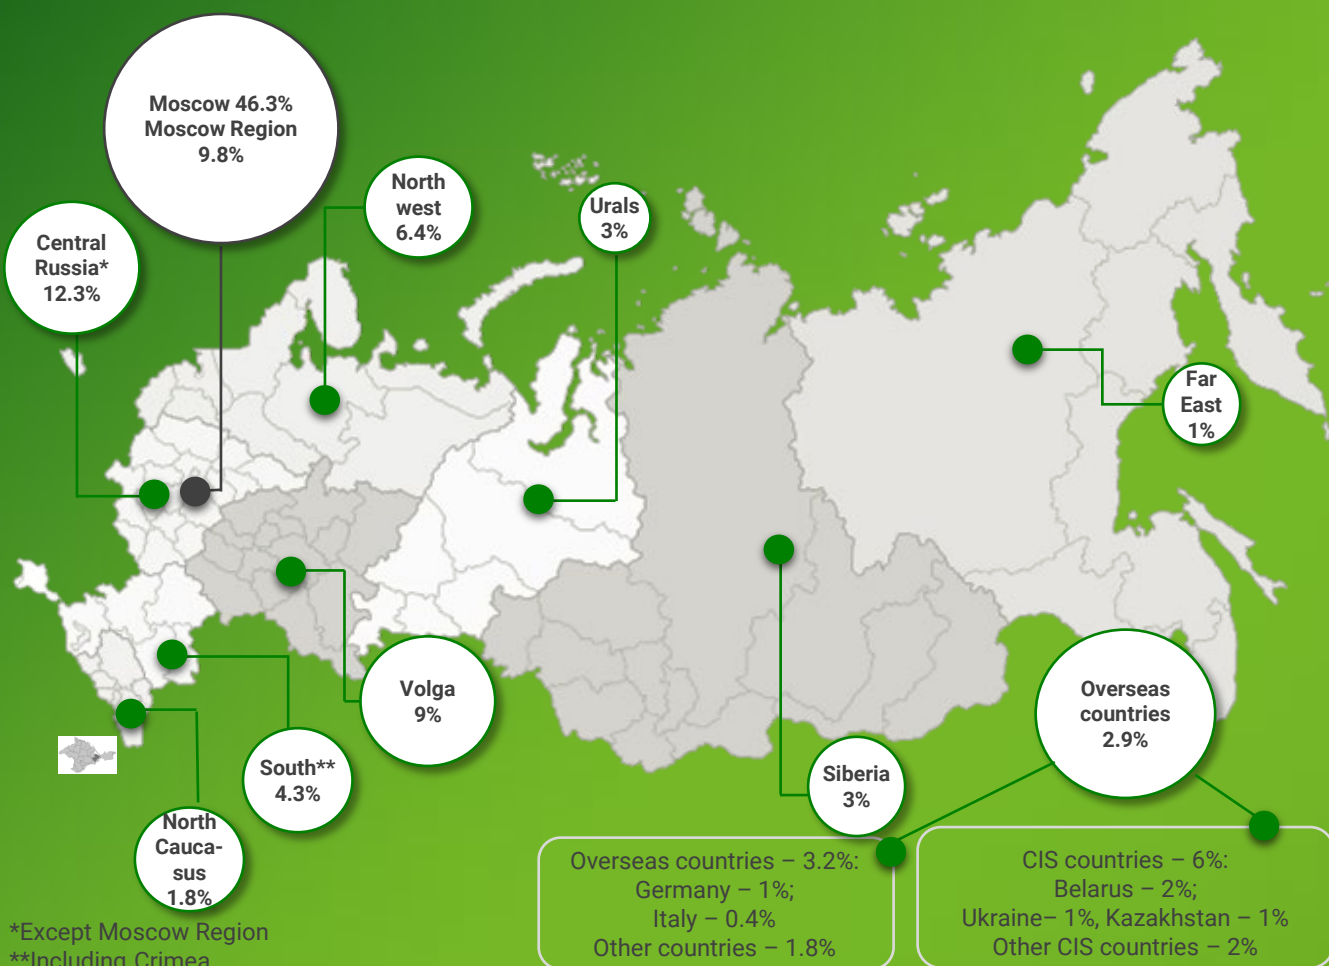 Moscow 46.3%
Moscow Region
9.8%
North
west
6.4%
Urals
3%
Central
Russia*
12.3%
Far
East
1%
Volga
9%
Overseas
countries
2.9%
South**
4.3%
Siberia
3%
North
Cauca-
sus
1.8%
Overseas countries – 3.2%:
Germany – 1%;
Italy – 0.4%
Other countries – 1.8%
CIS countries – 6%:
Belarus – 2%;
Ukraine– 1%, Kazakhstan – 1%
Other CIS countries – 2%
*Except Moscow Region
**Including Crimea